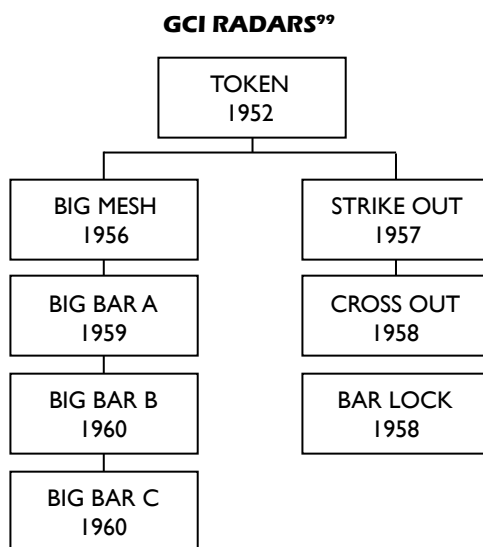 GCI RADARS⁹⁹
TOKEN
1952
BIG MESH
1956
STRIKE OUT
1957
BIG BAR A
1959
CROSS OUT
1958
BIG BAR B
1960
BAR LOCK
1958
BIG BAR C
1960